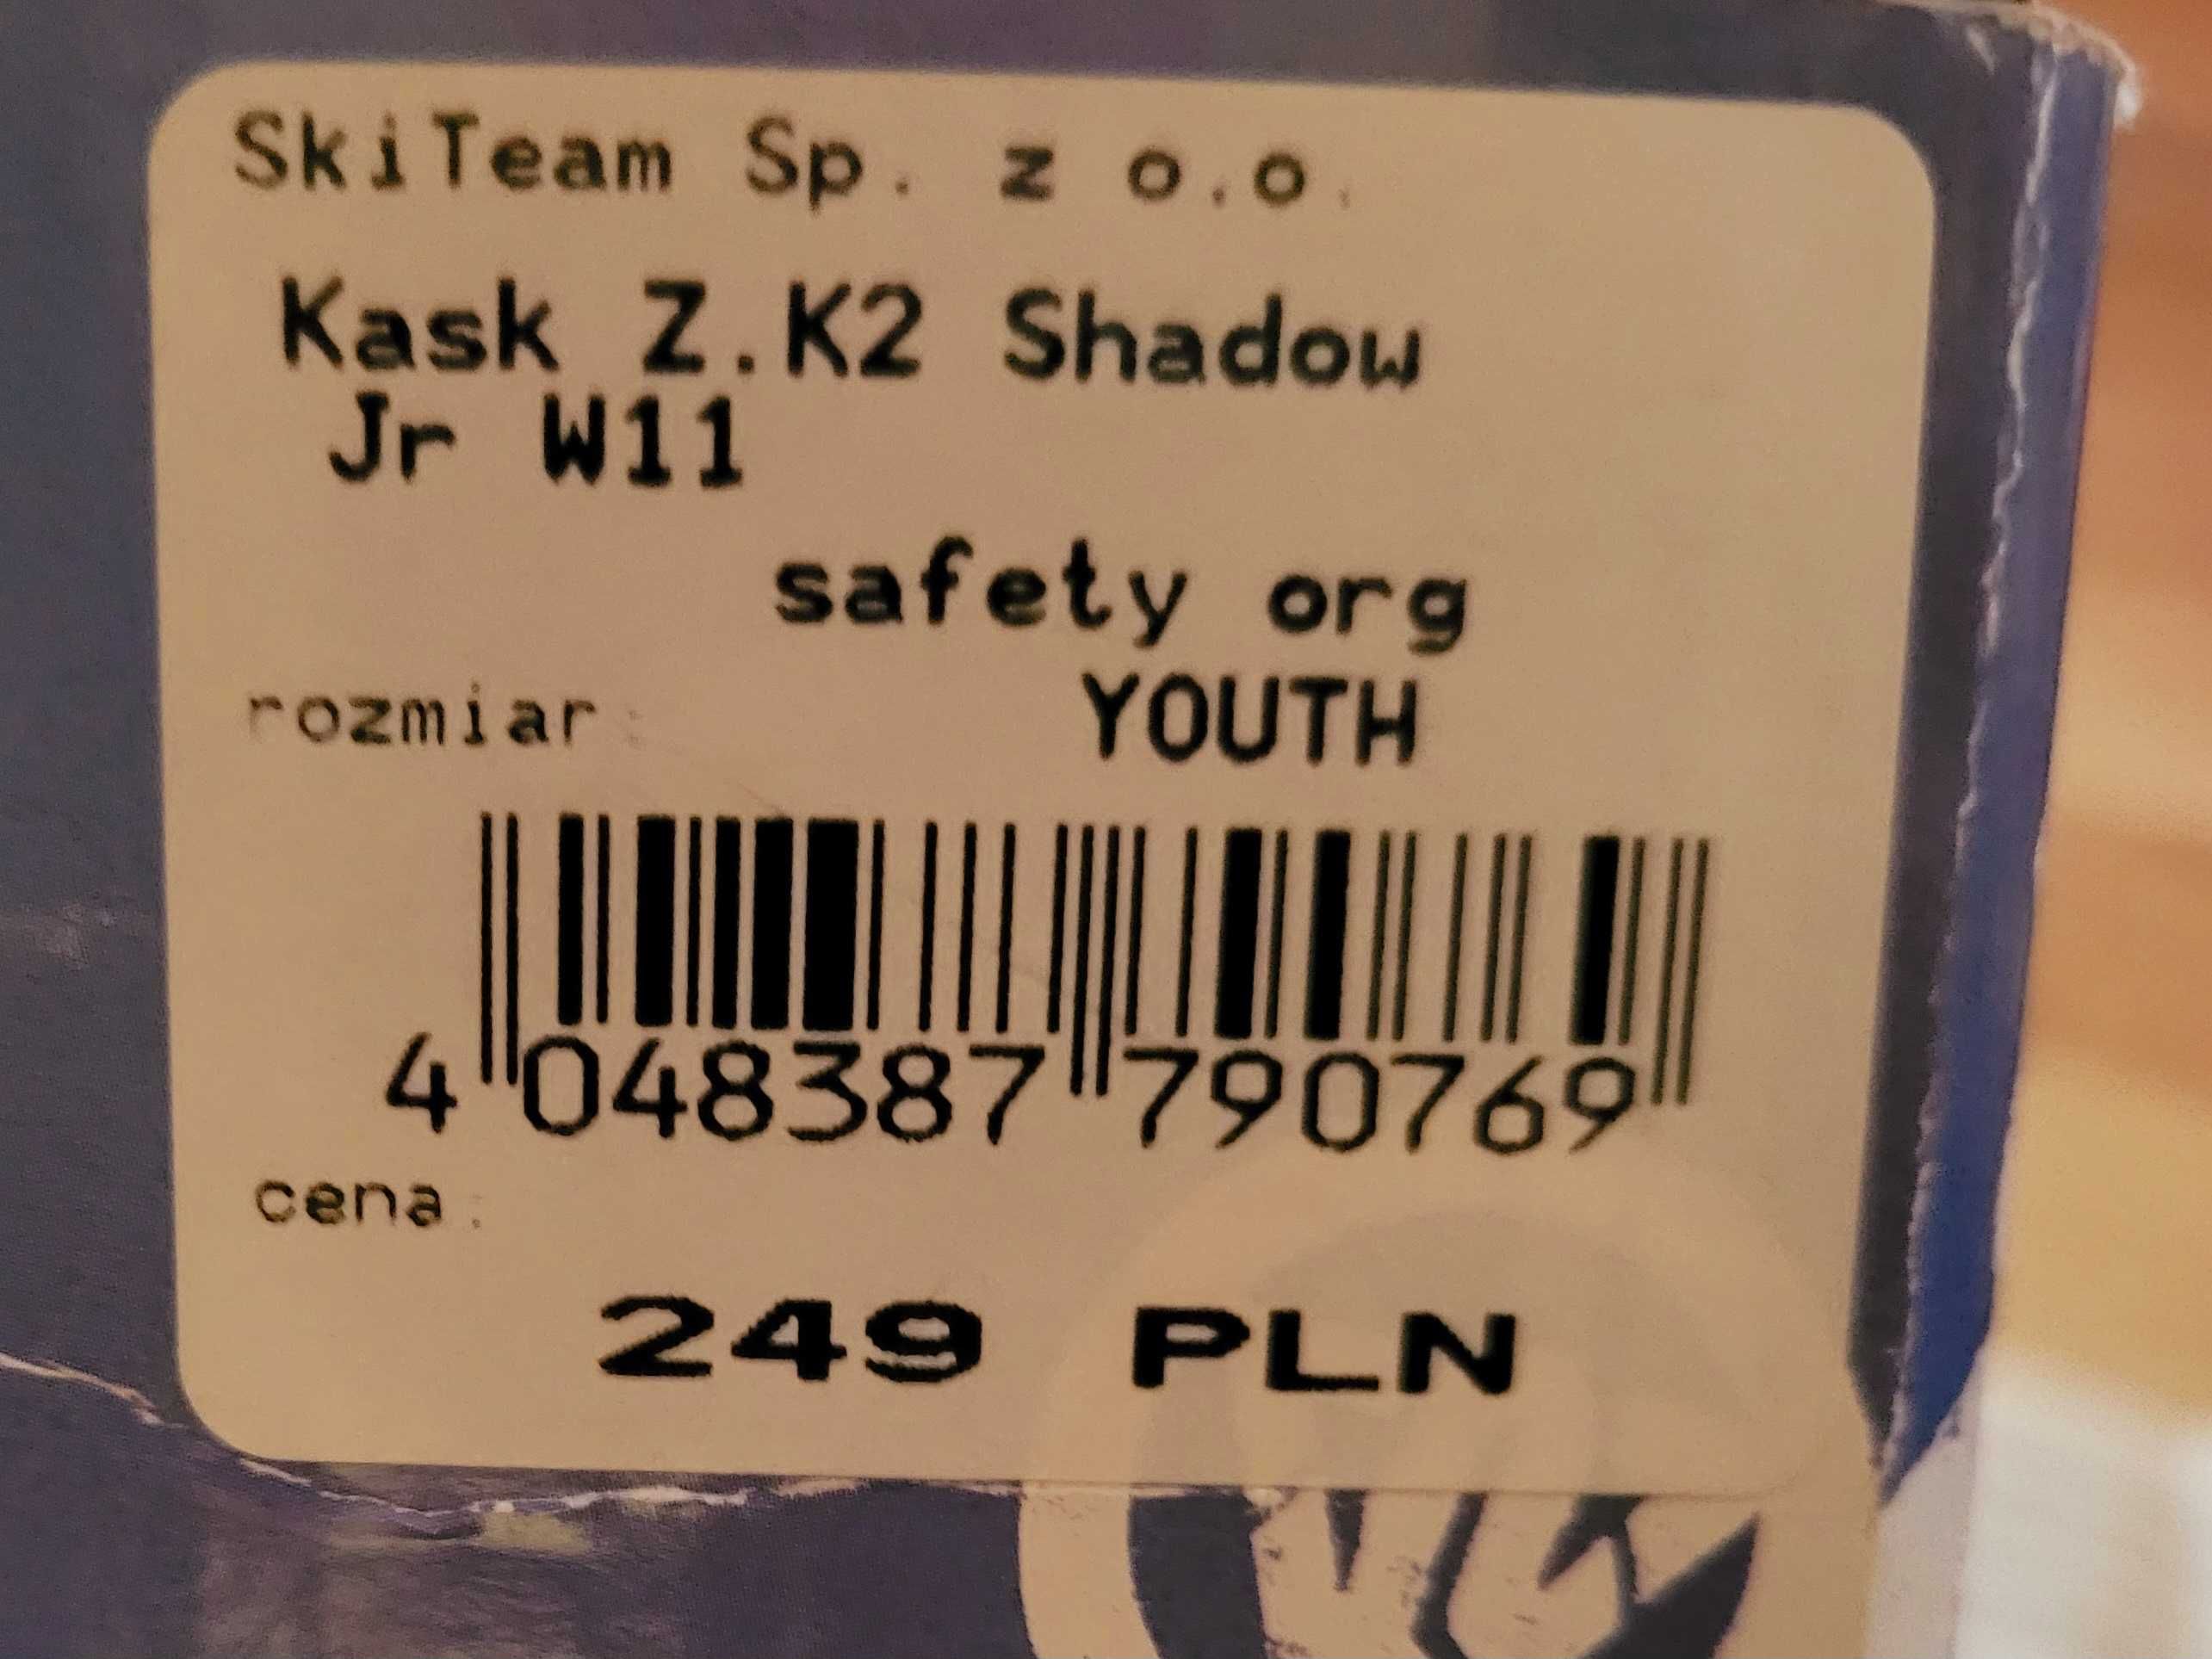 SkiTeam Sp. z o.o.
Kask Z.K2 Shadow
Jr W11
safety org
rozmiar: YOUTH
4 048387 790769
cena:
249 PLN